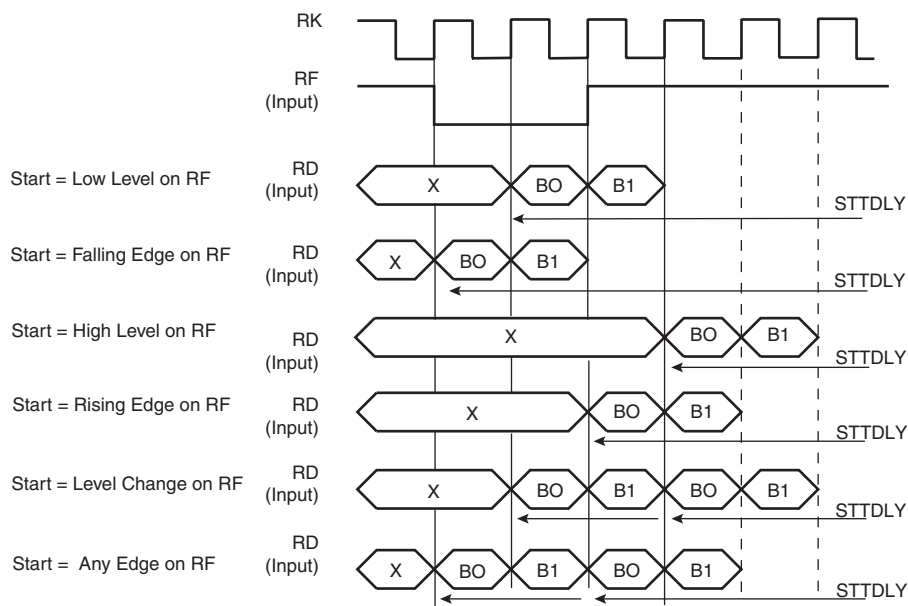 RK
RF
(Input)
Start = Low Level on RF
RD
(Input)
X
BO
B1
STTDLY
Start = Falling Edge on RF
RD
(Input)
X
BO
B1
STTDLY
Start = High Level on RF
RD
(Input)
X
BO
B1
STTDLY
Start = Rising Edge on RF
RD
(Input)
X
BO
B1
STTDLY
Start = Level Change on RF
RD
(Input)
X
BO
B1
BO
B1
STTDLY
Start = Any Edge on RF
RD
(Input)
X
BO
B1
BO
B1
STTDLY